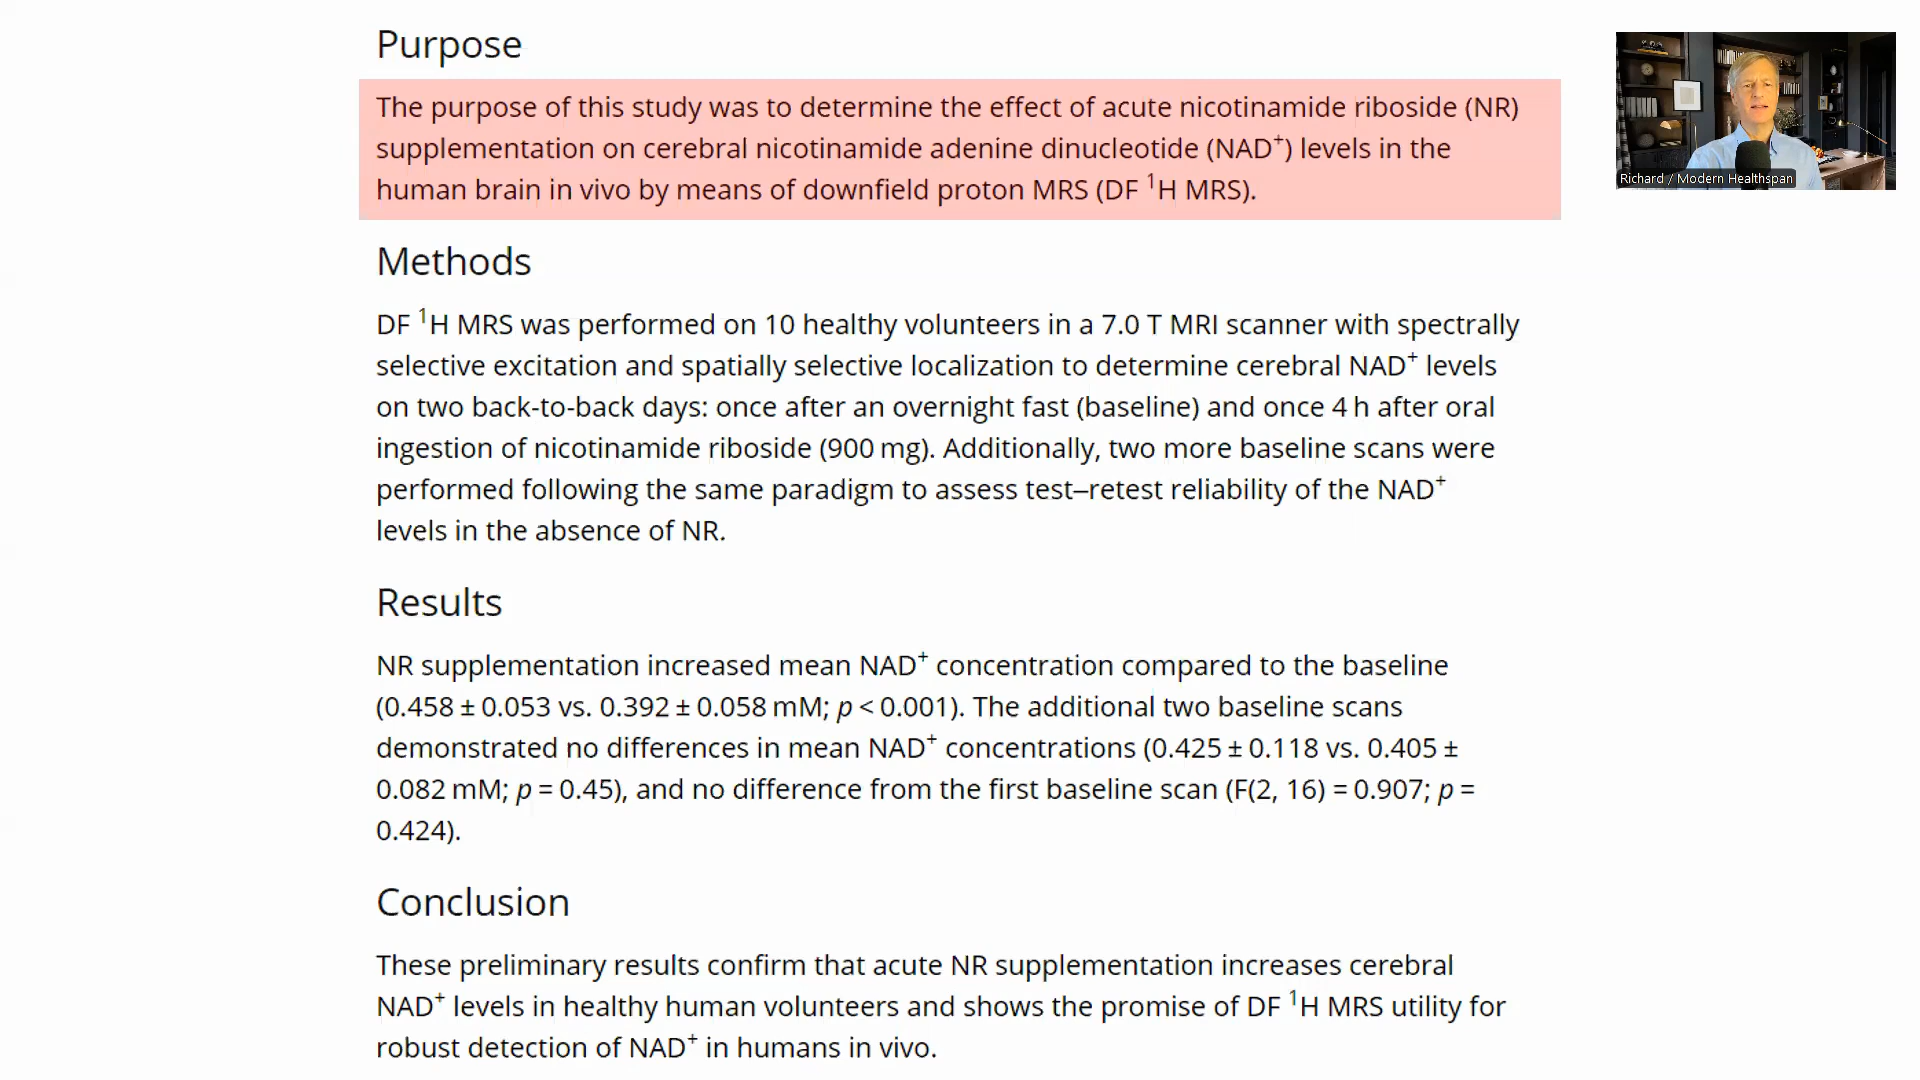 Purpose
The purpose of this study was to determine the effect of acute nicotinamide riboside (NR)
supplementation on cerebral nicotinamide adenine dinucleotide (NAD⁺) levels in the
human brain in vivo by means of downfield proton MRS (DF ¹H MRS).
Methods
DF ¹H MRS was performed on 10 healthy volunteers in a 7.0 T MRI scanner with spectrally
selective excitation and spatially selective localization to determine cerebral NAD⁺ levels
on two back-to-back days: once after an overnight fast (baseline) and once 4 h after oral
ingestion of nicotinamide riboside (900 mg). Additionally, two more baseline scans were
performed following the same paradigm to assess test–retest reliability of the NAD⁺
levels in the absence of NR.
Results
NR supplementation increased mean NAD⁺ concentration compared to the baseline
(0.458 ± 0.053 vs. 0.392 ± 0.058 mM; p < 0.001). The additional two baseline scans
demonstrated no differences in mean NAD⁺ concentrations (0.425 ± 0.118 vs. 0.405 ±
0.082 mM; p = 0.45), and no difference from the first baseline scan (F(2, 16) = 0.907; p =
0.424).
Conclusion
These preliminary results confirm that acute NR supplementation increases cerebral
NAD⁺ levels in healthy human volunteers and shows the promise of DF ¹H MRS utility for
robust detection of NAD⁺ in humans in vivo.
Richard / Modern Healthspan